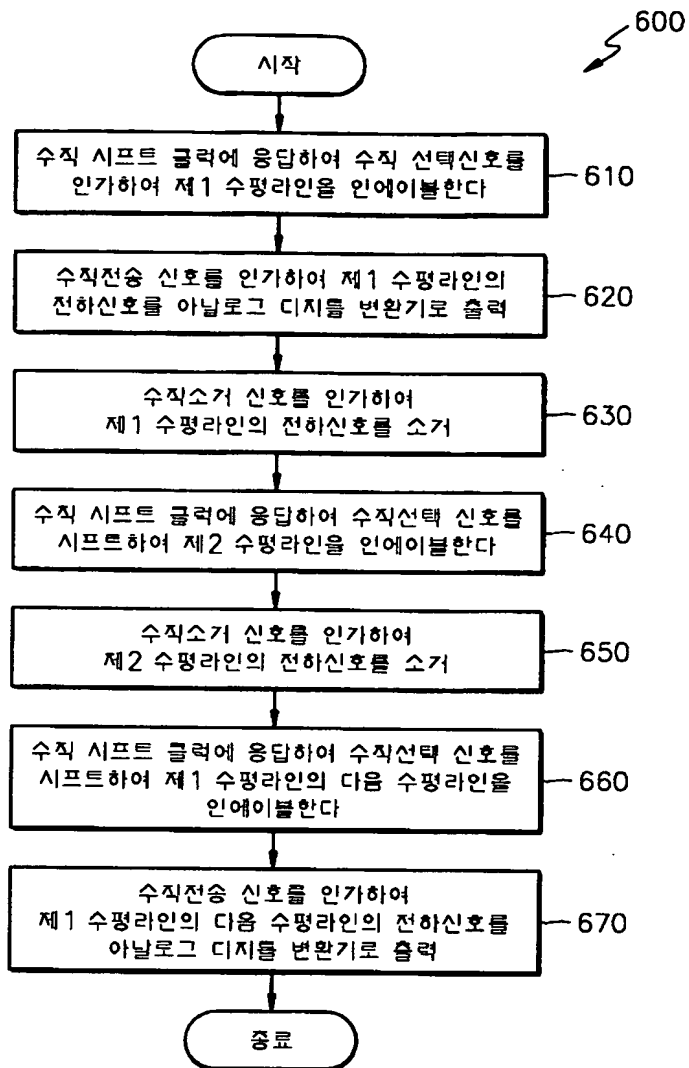 600
시작
수직 시프트 클럭에 응답하여 수직 선택신호를
인가하여 제1 수평라인을 인에이블한다
610
수직전송 신호를 인가하여 제1 수평라인의
전하신호를 아날로그 디지틀 변환기로 출력
620
수직소거 신호를 인가하여
제1 수평라인의 전하신호를 소거
630
수직 시프트 클럭에 응답하여 수직선택 신호를
시프트하여 제2 수평라인을 인에이블한다
640
수직소거 신호를 인가하여
제2 수평라인의 전하신호를 소거
650
수직 시프트 클럭에 응답하여 수직선택 신호를
시프트하여 제1 수평라인의 다음 수평라인을
인에이블한다
660
수직전송 신호를 인가하여
제1 수평라인의 다음 수평라인의 전하신호를
아날로그 디지틀 변환기로 출력
670
종료